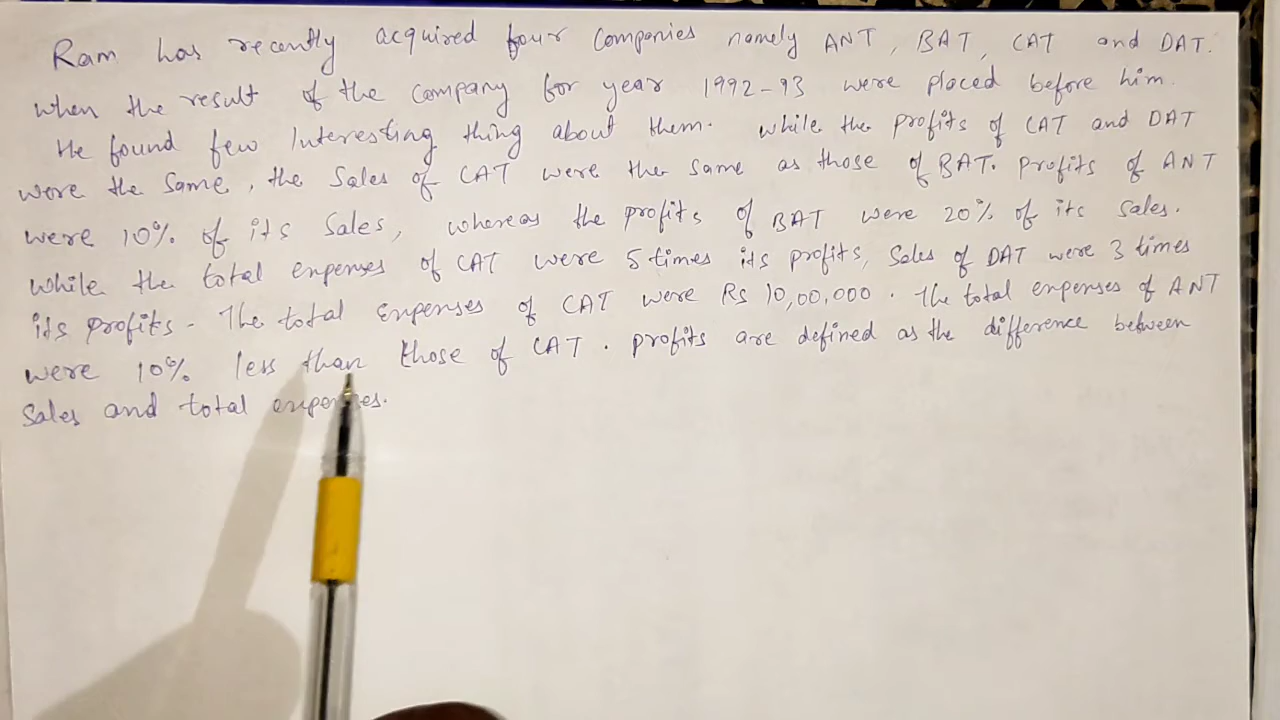 Ram has recently acquired four Companies namely ANT, BAT, CAT and DAT.
When the result of the Company for year 1992-93 were placed before him.
He found few Interesting thing about them. While the profits of CAT and DAT
were the same, the Sales of CAT were the same as those of BAT. Profits of ANT
were 10% of its Sales, whereas the profits of BAT were 20% of its Sales.
While the total expenses of CAT were 5 times its profits, Sales of DAT were 3 times
its profits. The total expenses of CAT were Rs 10,00,000. The total expenses of ANT
were 10% less than those of CAT. profits are defined as the difference between
Sales and total expenses.